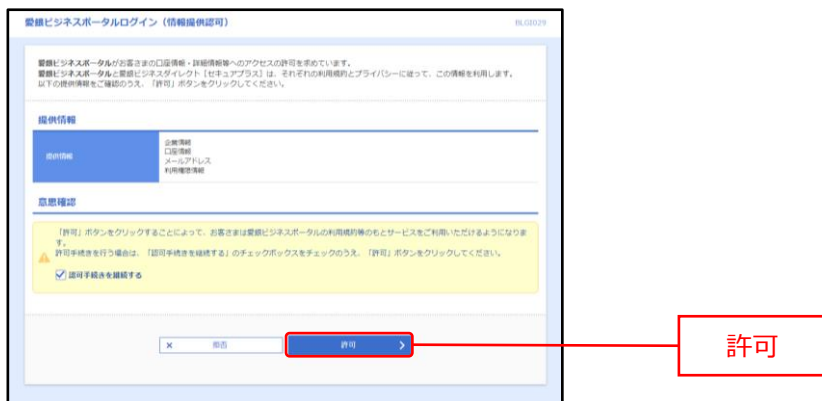 愛銀ビジネスポータルログイン（情報提供認可）
BLGI029
愛銀ビジネスポータルがお客さまの口座情報・詳細情報等へのアクセスの許可を求めています。
愛銀ビジネスポータルと愛銀ビジネスダイレクト［セキュアプラス］は、それぞれの利用規約とプライバシーに従って、この情報を利用します。
以下の提供情報をご確認のうえ、「許可」ボタンをクリックしてください。
提供情報
提供情報
企業情報
口座情報
メールアドレス
利用権限情報
意思確認
「許可」ボタンをクリックすることによって、お客さまは愛銀ビジネスポータルの利用規約等のもとサービスをご利用いただけるようになりま
す。
許可手続きを行う場合は、「認可手続きを継続する」のチェックボックスをチェックのうえ、「許可」ボタンをクリックしてください。
認可手続きを継続する
拒否
許可
許可